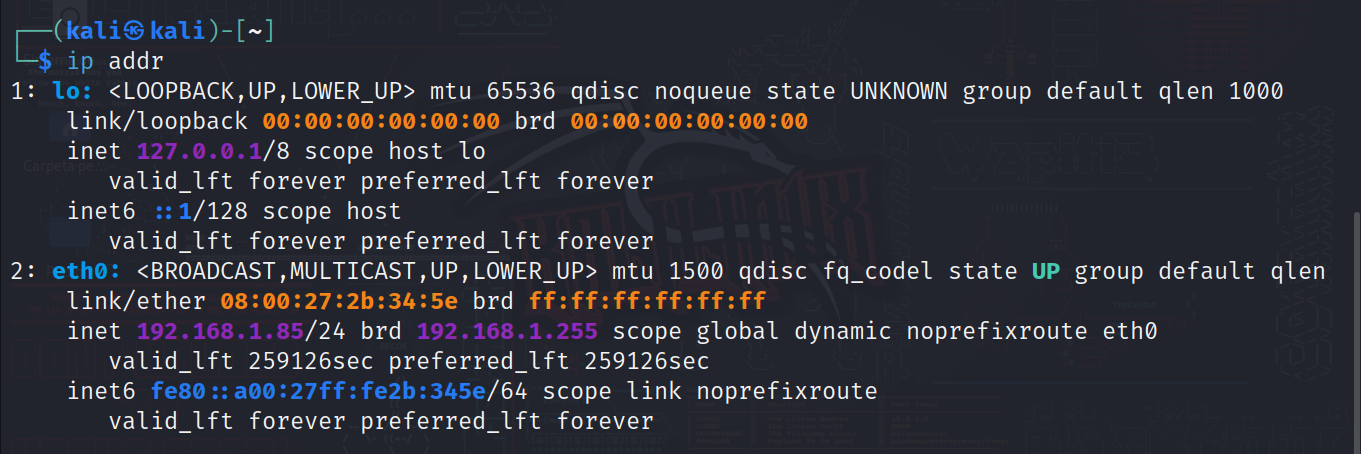 ┌──(kali㉿kali)-[~]
└─$ ip addr
1: lo: <LOOPBACK,UP,LOWER_UP> mtu 65536 qdisc noqueue state UNKNOWN group default qlen 1000
    link/loopback 00:00:00:00:00:00 brd 00:00:00:00:00:00
    inet 127.0.0.1/8 scope host lo
       valid_lft forever preferred_lft forever
    inet6 ::1/128 scope host
       valid_lft forever preferred_lft forever
2: eth0: <BROADCAST,MULTICAST,UP,LOWER_UP> mtu 1500 qdisc fq_codel state UP group default qlen
    link/ether 08:00:27:2b:34:5e brd ff:ff:ff:ff:ff:ff
    inet 192.168.1.85/24 brd 192.168.1.255 scope global dynamic noprefixroute eth0
       valid_lft 259126sec preferred_lft 259126sec
    inet6 fe80::a00:27ff:fe2b:345e/64 scope link noprefixroute
       valid_lft forever preferred_lft forever